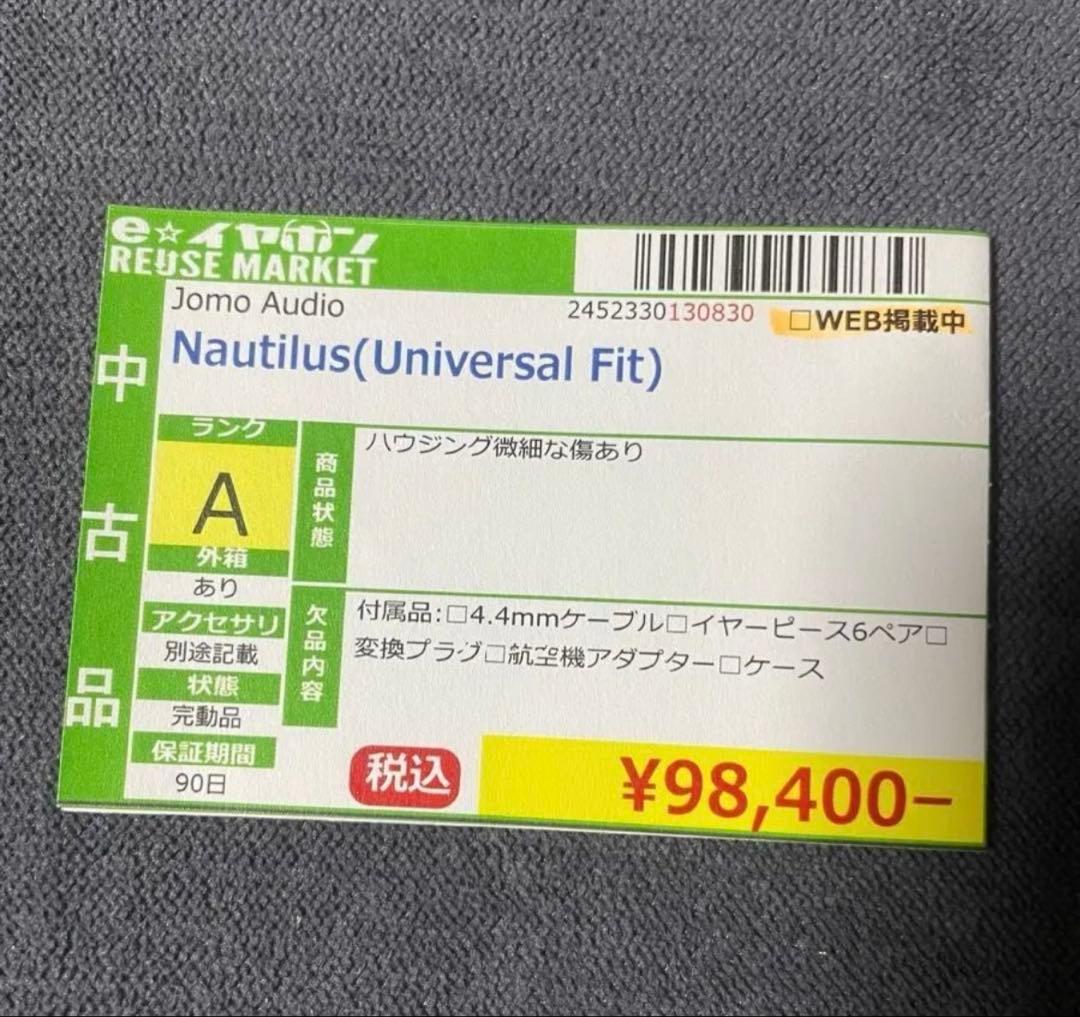 e☆イヤホン
REUSE MARKET
Jomo Audio
2452330130830
□WEB掲載中
Nautilus(Universal Fit)
中古品
ランク
A
外箱
あり
アクセサリ
別途記載
状態
完動品
保証期間
90日
商品状態
ハウジング微細な傷あり
欠品内容
付属品:□4.4mmケーブル□イヤーピース6ペア□
変換プラグ□航空機アダプター□ケース
税込
¥98,400−